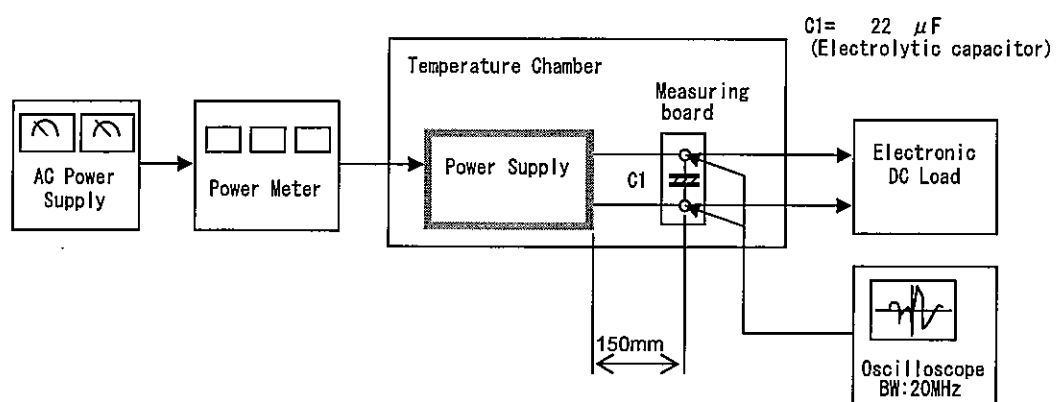 C1= 22 μF
(Electrolytic capacitor)
Temperature Chamber
Measuring
board
AC Power
Supply
Power Meter
Power Supply
C1
Electronic
DC Load
150mm
Oscilloscope
BW:20MHz